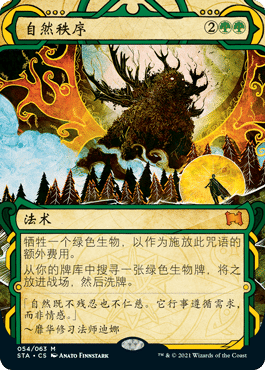 自然秩序 2
法术
牺牲一个绿色生物，以作为施放此咒语的
额外费用。
从你的牌库中搜寻一张绿色生物牌，将之
放进战场，然后洗牌。
「自然既不残忍也不仁慈。它行事遵循需求，
而非情感。」
～磨华修习法师迪娜
054/063 M
STA • CS ANATO FINNSTARK
™ & © 2021 Wizards of the Coast